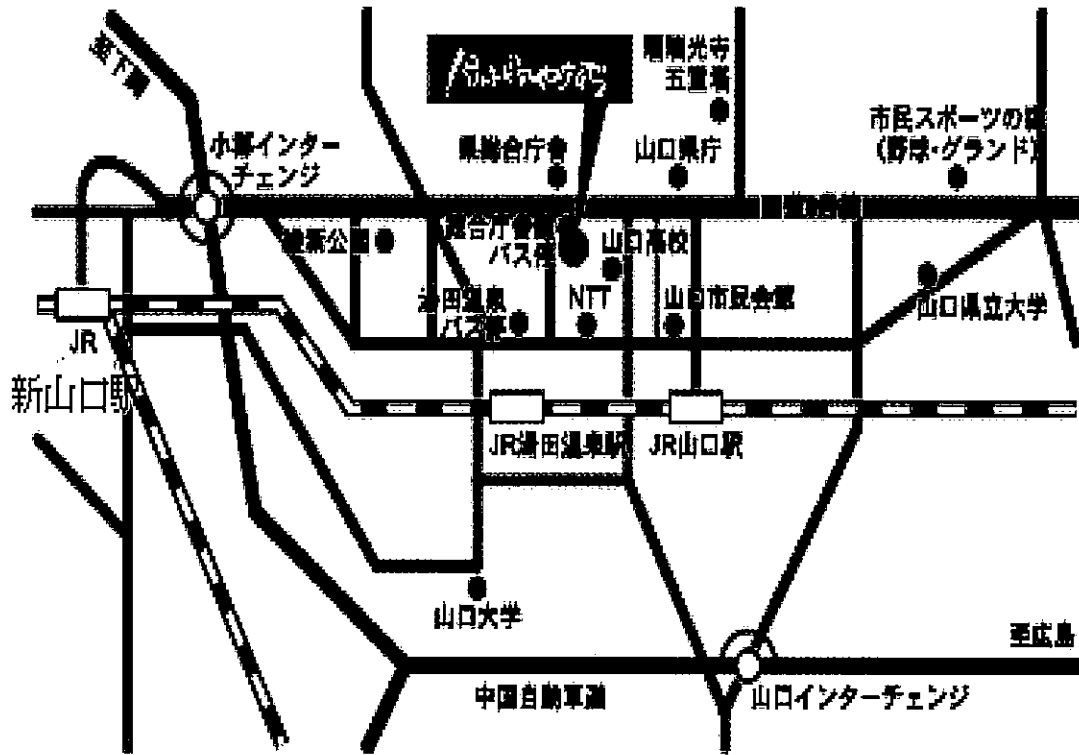 至下関
小郡インター
チェンジ
瑠璃光寺
五重塔
県総合庁舎
山口県庁
市民スポーツの森
(野球・グランド)
維新公園
総合庁舎前
バス停
山口高校
湯田温泉
バス停
NTT
山口市民会館
山口県立大学
JR
新山口駅
JR湯田温泉駅
JR山口駅
山口大学
至広島
中国自動車道
山口インターチェンジ